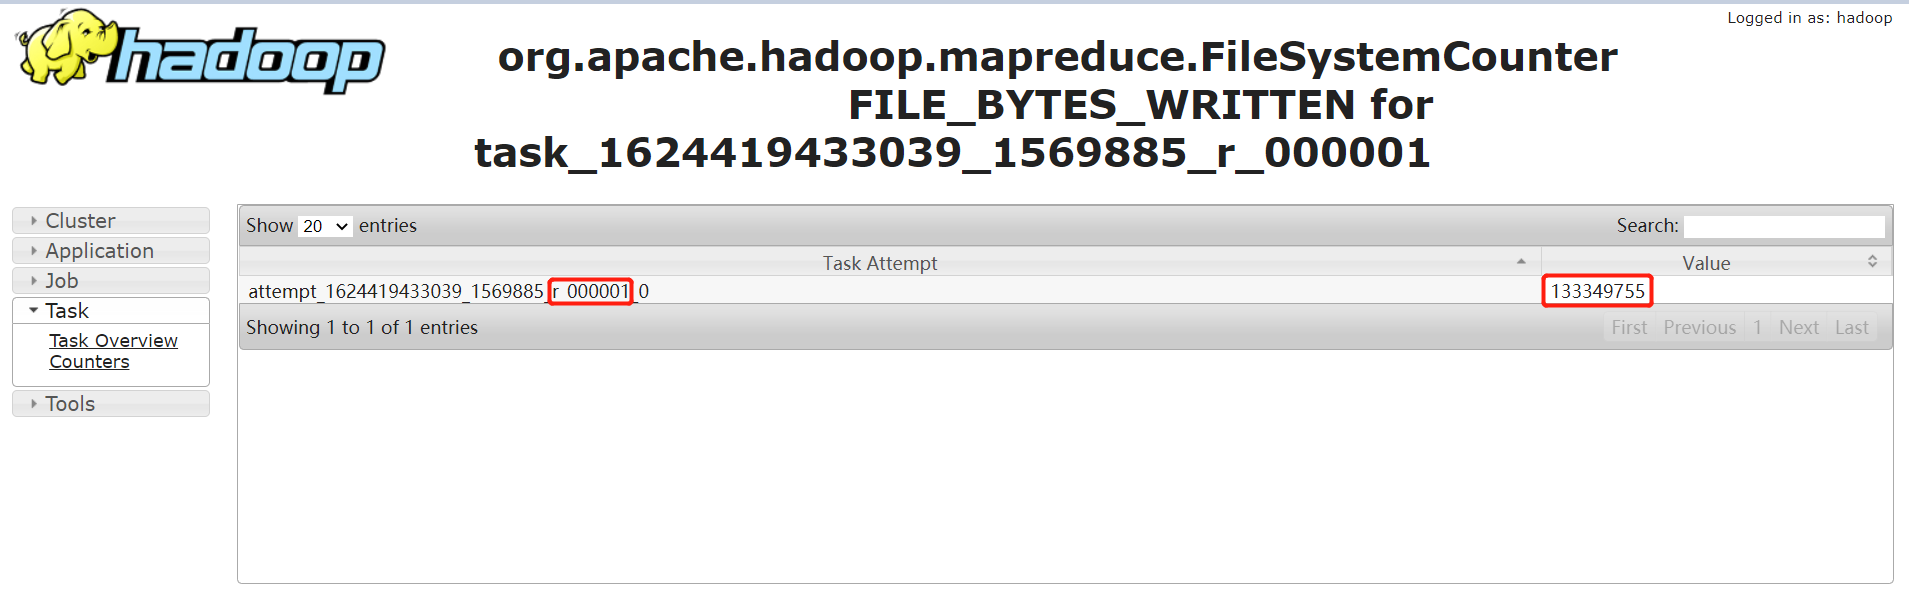 Logged in as: hadoop
hadoop
org.apache.hadoop.mapreduce.FileSystemCounter
FILE_BYTES_WRITTEN for
task_1624419433039_1569885_r_000001
Cluster
Application
Job
Task
Task Overview
Counters
Tools
Show 20 entries
Search:
Task Attempt Value
attempt_1624419433039_1569885_r_000001_0 133349755
Showing 1 to 1 of 1 entries
First Previous 1 Next Last